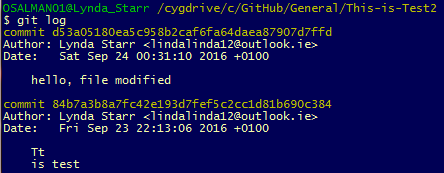 OSALMAN01@Lynda_Starr /cygdrive/c/GitHub/General/This-is-Test2
$ git log
commit d53a05180ea5c958b2caf6fa64daea87907d7ffd
Author: Lynda Starr <lindalinda12@outlook.ie>
Date: Sat Sep 24 00:31:10 2016 +0100
hello, file modified
commit 84b7a3b8a7fc42e193d7fef5c2cc1d81b690c384
Author: Lynda Starr <lindalinda12@outlook.ie>
Date: Fri Sep 23 22:13:06 2016 +0100
Tt
is test